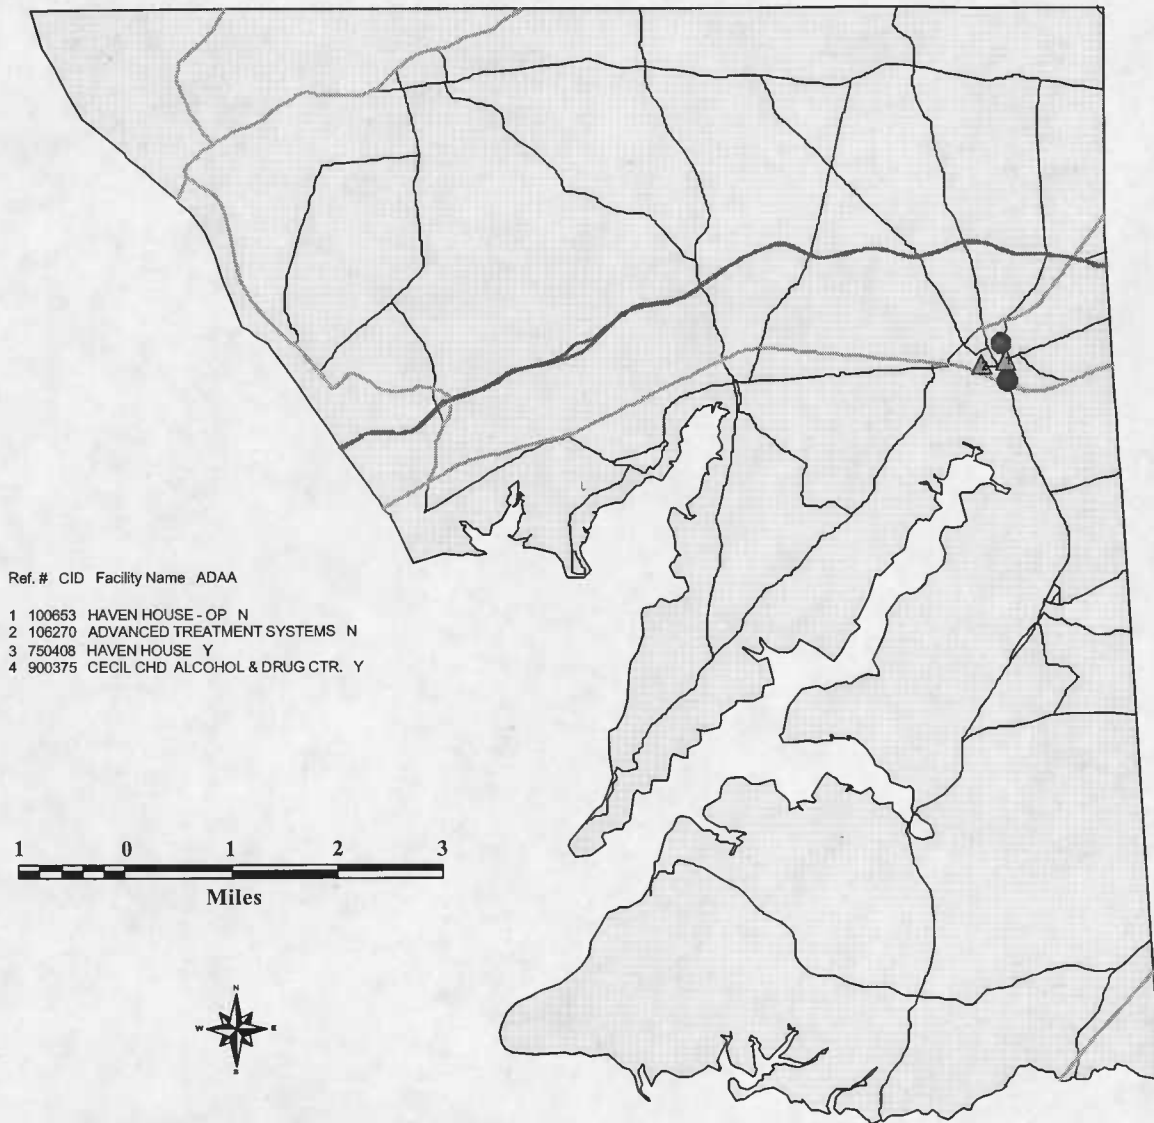 Ref. # CID Facility Name ADAA
1 100653 HAVEN HOUSE - OP N
2 106270 ADVANCED TREATMENT SYSTEMS N
3 750408 HAVEN HOUSE Y
4 900375 CECIL CHD ALCOHOL & DRUG CTR. Y
1 0 1 2 3
Miles
N
W E
S